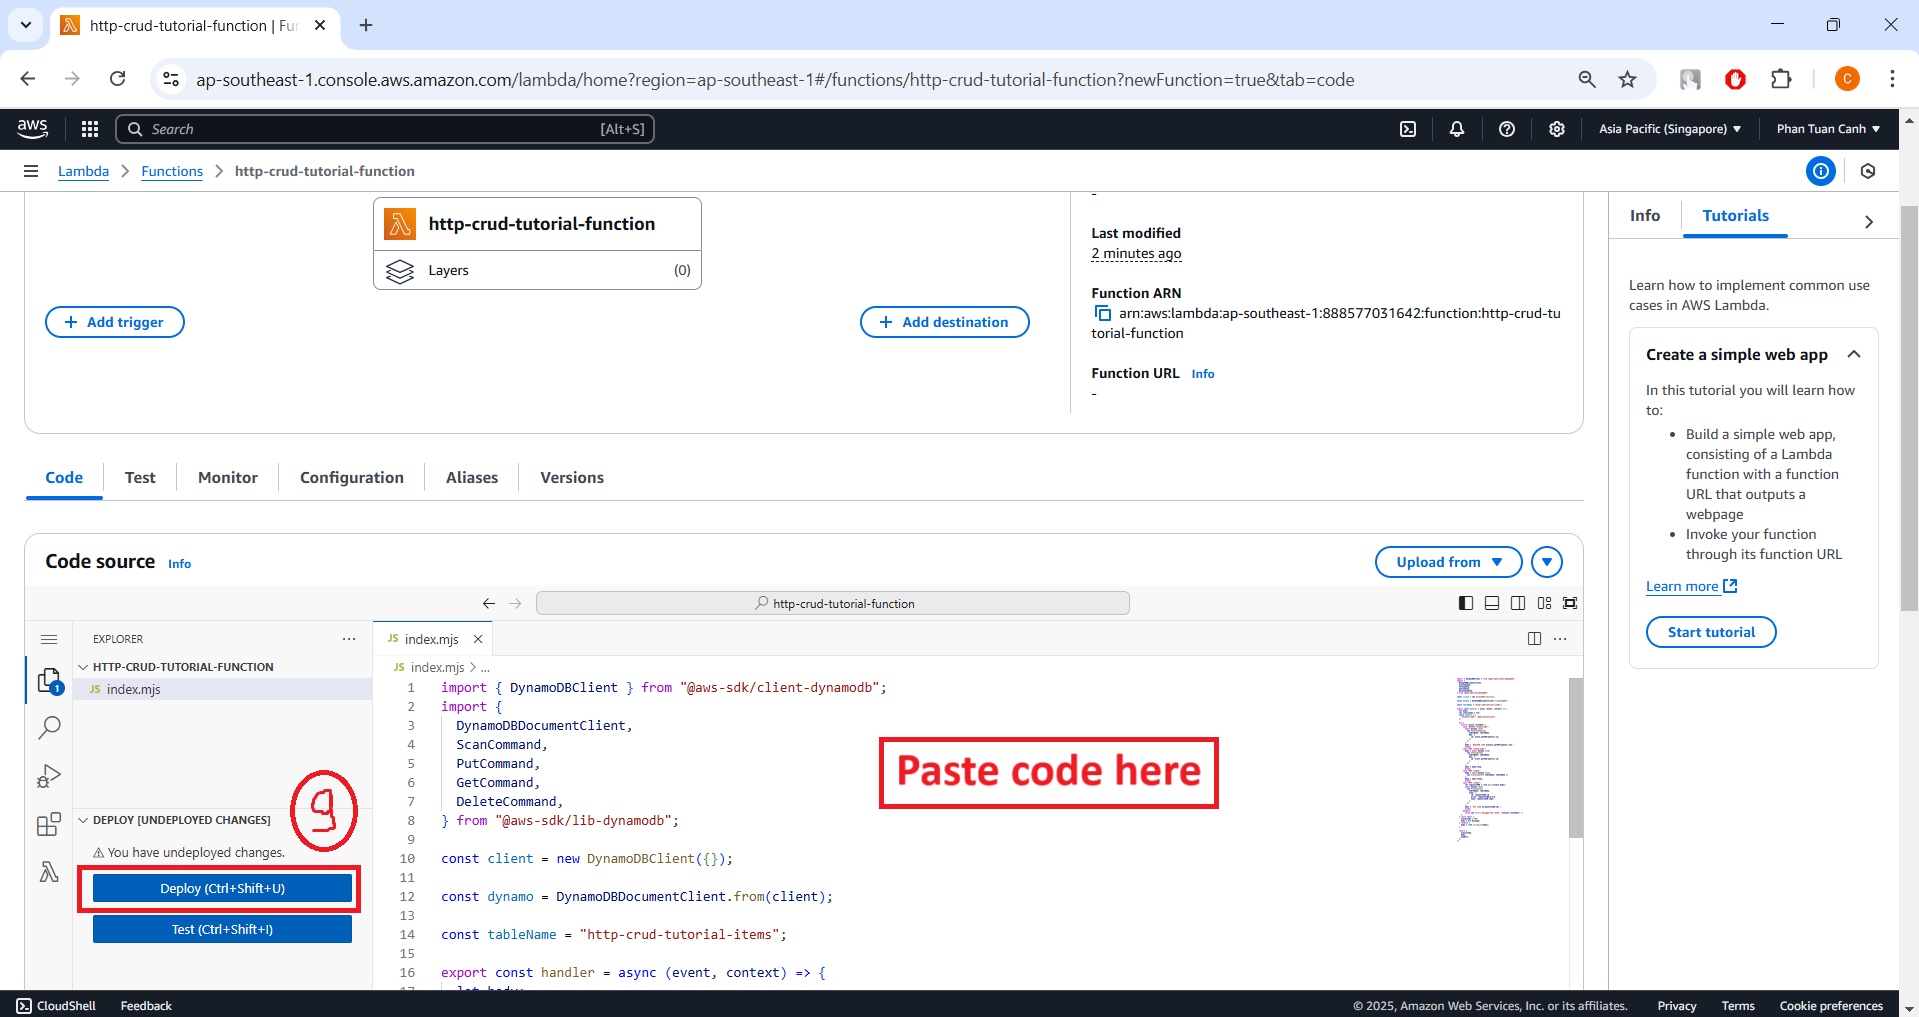 http-crud-tutorial-function | Fu
ap-southeast-1.console.aws.amazon.com/lambda/home?region=ap-southeast-1#/functions/http-crud-tutorial-function?newFunction=true&tab=code
C
aws
Search
[Alt+S]
Asia Pacific (Singapore)
Phan Tuan Canh
Lambda
Functions
http-crud-tutorial-function
http-crud-tutorial-function
Layers
(0)
+ Add trigger
+ Add destination
-
Last modified
2 minutes ago
Function ARN
arn:aws:lambda:ap-southeast-1:888577031642:function:http-crud-tu
torial-function
Function URL Info
-
Info
Tutorials
Learn how to implement common use
cases in AWS Lambda.
Create a simple web app
In this tutorial you will learn how
to:
• Build a simple web app,
consisting of a Lambda
function with a function
URL that outputs a
webpage
• Invoke your function
through its function URL
Learn more
Start tutorial
Code
Test
Monitor
Configuration
Aliases
Versions
Code source Info
Upload from
http-crud-tutorial-function
EXPLORER
HTTP-CRUD-TUTORIAL-FUNCTION
JS index.mjs
1
DEPLOY [UNDEPLOYED CHANGES]
9
You have undeployed changes.
Deploy (Ctrl+Shift+U)
Test (Ctrl+Shift+I)
JS index.mjs
JS index.mjs > ...
1 import { DynamoDBClient } from "@aws-sdk/client-dynamodb";
2 import {
3 DynamoDBDocumentClient,
4 ScanCommand,
5 PutCommand,
6 GetCommand,
7 DeleteCommand,
8 } from "@aws-sdk/lib-dynamodb";
9
10 const client = new DynamoDBClient({});
11
12 const dynamo = DynamoDBDocumentClient.from(client);
13
14 const tableName = "http-crud-tutorial-items";
15
16 export const handler = async (event, context) => {
17 let body;
Paste code here
CloudShell
Feedback
© 2025, Amazon Web Services, Inc. or its affiliates.
Privacy
Terms
Cookie preferences